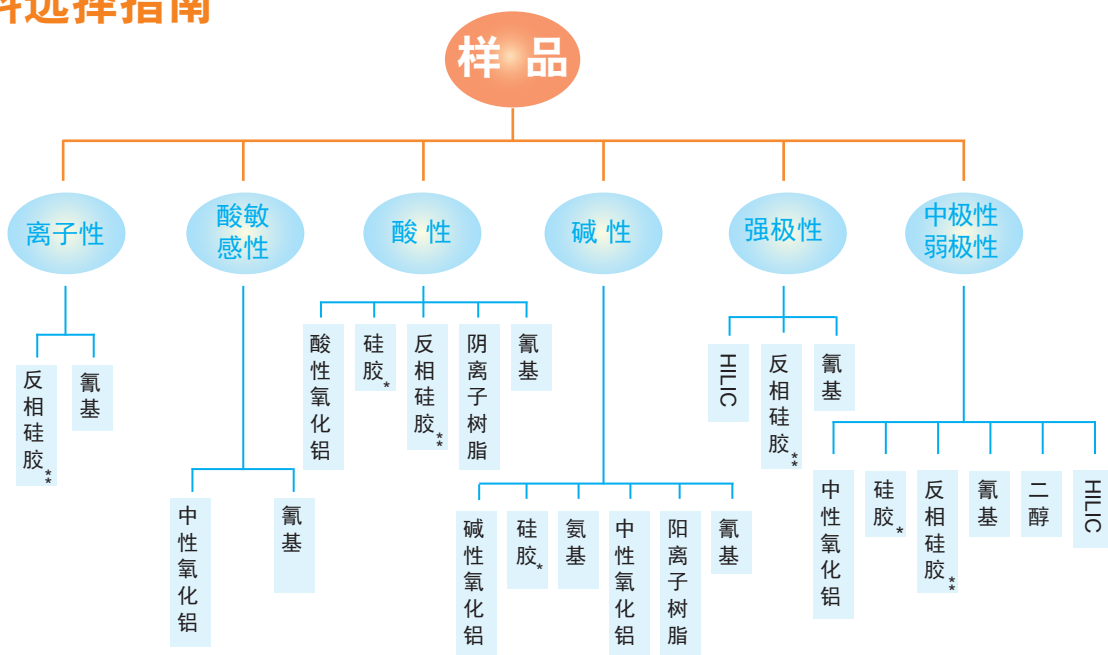 料选择指南
样 品
离子性
酸敏
感性
酸 性
碱 性
强极性
中极性
弱极性
反相硅胶**
氰基
中性氧化铝
氰基
酸性氧化铝
硅胶*
反相硅胶**
阴离子树脂
氰基
碱性氧化铝
硅胶*
氨基
中性氧化铝
阳离子树脂
氰基
HILIC
反相硅胶**
氰基
中性氧化铝
硅胶*
反相硅胶**
氰基
二醇
HILIC